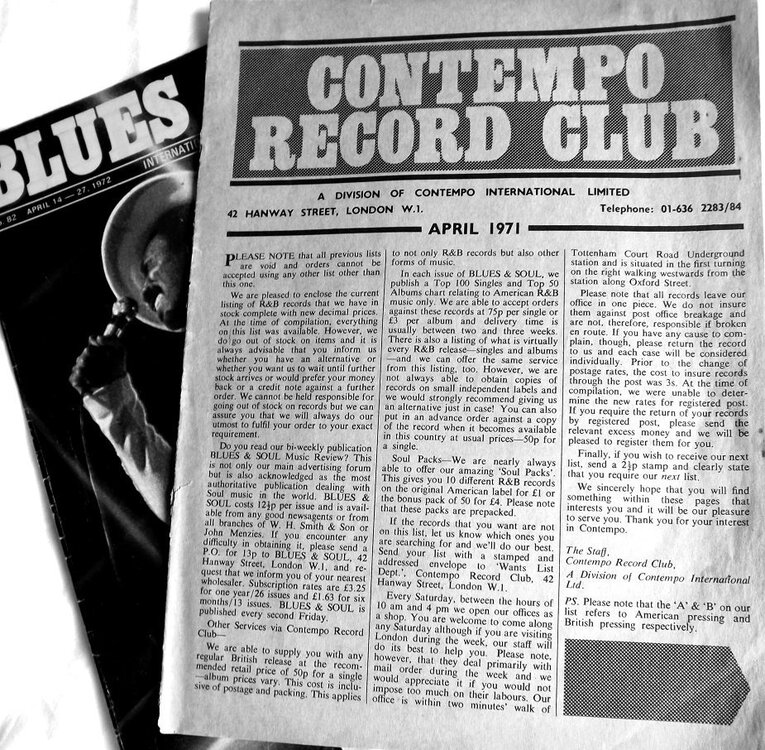 BLUES
INTERNATI
o. 82 APRIL 14 — 27, 1972
CONTEMPO
RECORD CLUB
A DIVISION OF CONTEMPO INTERNATIONAL LIMITED
42 HANWAY STREET, LONDON W.1.
Telephone: 01-636 2283/84
APRIL 1971
PLEASE NOTE that all previous lists
are void and orders cannot be
accepted using any other list other than
this one.
We are pleased to enclose the current
listing of R&B records that we have in
stock complete with new decimal prices.
At the time of compilation, everything
on this list was available. However, we
do go out of stock on items and it is
always advisable that you inform us
whether you have an alternative or
whether you want us to wait until further
stock arrives or would prefer your money
back or a credit note against a further
order. We cannot be held responsible for
going out of stock on records but we can
assure you that we will always do our
utmost to fulfil your order to your exact
requirement.
Do you read our bi-weekly publication
BLUES & SOUL Music Review? This
is not only our main advertising forum
but is also acknowledged as the most
authoritative publication dealing with
Soul music in the world. BLUES &
SOUL costs 12½p per issue and is avail-
able from any good newsagents or from
all branches of W. H. Smith & Son or
John Menzies. If you encounter any
difficulty in obtaining it, please send a
P.O. for 13p to BLUES & SOUL, 42
Hanway Street, London W.1, and re-
quest that we inform you of your nearest
wholesaler. Subscription rates are £3.25
for one year/26 issues and £1.63 for six
months/13 issues. BLUES & SOUL is
published every second Friday.
Other Services via Contempo Record
Club—
We are able to supply you with any
regular British release at the recom-
mended retail price of 50p for a single
—album prices vary. This cost is inclu-
sive of postage and packing. This applies
to not only R&B records but also other
forms of music.
In each issue of BLUES & SOUL, we
publish a Top 100 Singles and Top 50
Albums chart relating to American R&B
music only. We are able to accept orders
against these records at 75p per single or
£3 per album and delivery time is
usually between two and three weeks.
There is also a listing of what is virtually
every R&B release—singles and albums
—and we can offer the same service
from this listing, too. However, we are
not always able to obtain copies of
records on small independent labels and
we would strongly recommend giving us
an alternative just in case! You can also
put in an advance order against a copy
of the record when it becomes available
in this country at usual prices—50p for
a single.
Soul Packs—We are nearly always
able to offer our amazing 'Soul Packs'.
This gives you 10 different R&B records
on the original American label for £1 or
the bonus pack of 50 for £4. Please note
that these packs are prepacked.
If the records that you want are not
on this list, let us know which ones you
are searching for and we'll do our best.
Send your list with a stamped and
addressed envelope to 'Wants List
Dept.', Contempo Record Club, 42
Hanway Street, London W.1.
Every Saturday, between the hours of
10 am and 4 pm we open our offices as
a shop. You are welcome to come along
any Saturday although if you are visiting
London during the week, our staff will
do its best to help you. Please note,
however, that they deal primarily with
mail order during the week and we
would appreciate it if you would not
impose too much on their labours. Our
office is within two minutes' walk of
Tottenham Court Road Underground
station and is situated in the first turning
on the right walking westwards from the
station along Oxford Street.
Please note that all records leave our
office in one piece. We do not insure
them against post office breakage and
are not, therefore, responsible if broken
en route. If you have any cause to com-
plain, though, please return the record
to us and each case will be considered
individually. Prior to the change of
postage rates, the cost to insure records
through the post was 3s. At the time of
compilation, we were unable to deter-
mine the new rates for registered post.
If you require the return of your records
by registered post, please send the
relevant excess money and we will be
pleased to register them for you.
Finally, if you wish to receive our next
list, send a 2½p stamp and clearly state
that you require our next list.
We sincerely hope that you will find
something within these pages that
interests you and it will be our pleasure
to serve you. Thank you for your interest
in Contempo.
The Staff,
Contempo Record Club,
A Division of Contempo International
Ltd.
PS. Please note that the 'A' & 'B' on our
list refers to American pressing and
British pressing respectively.